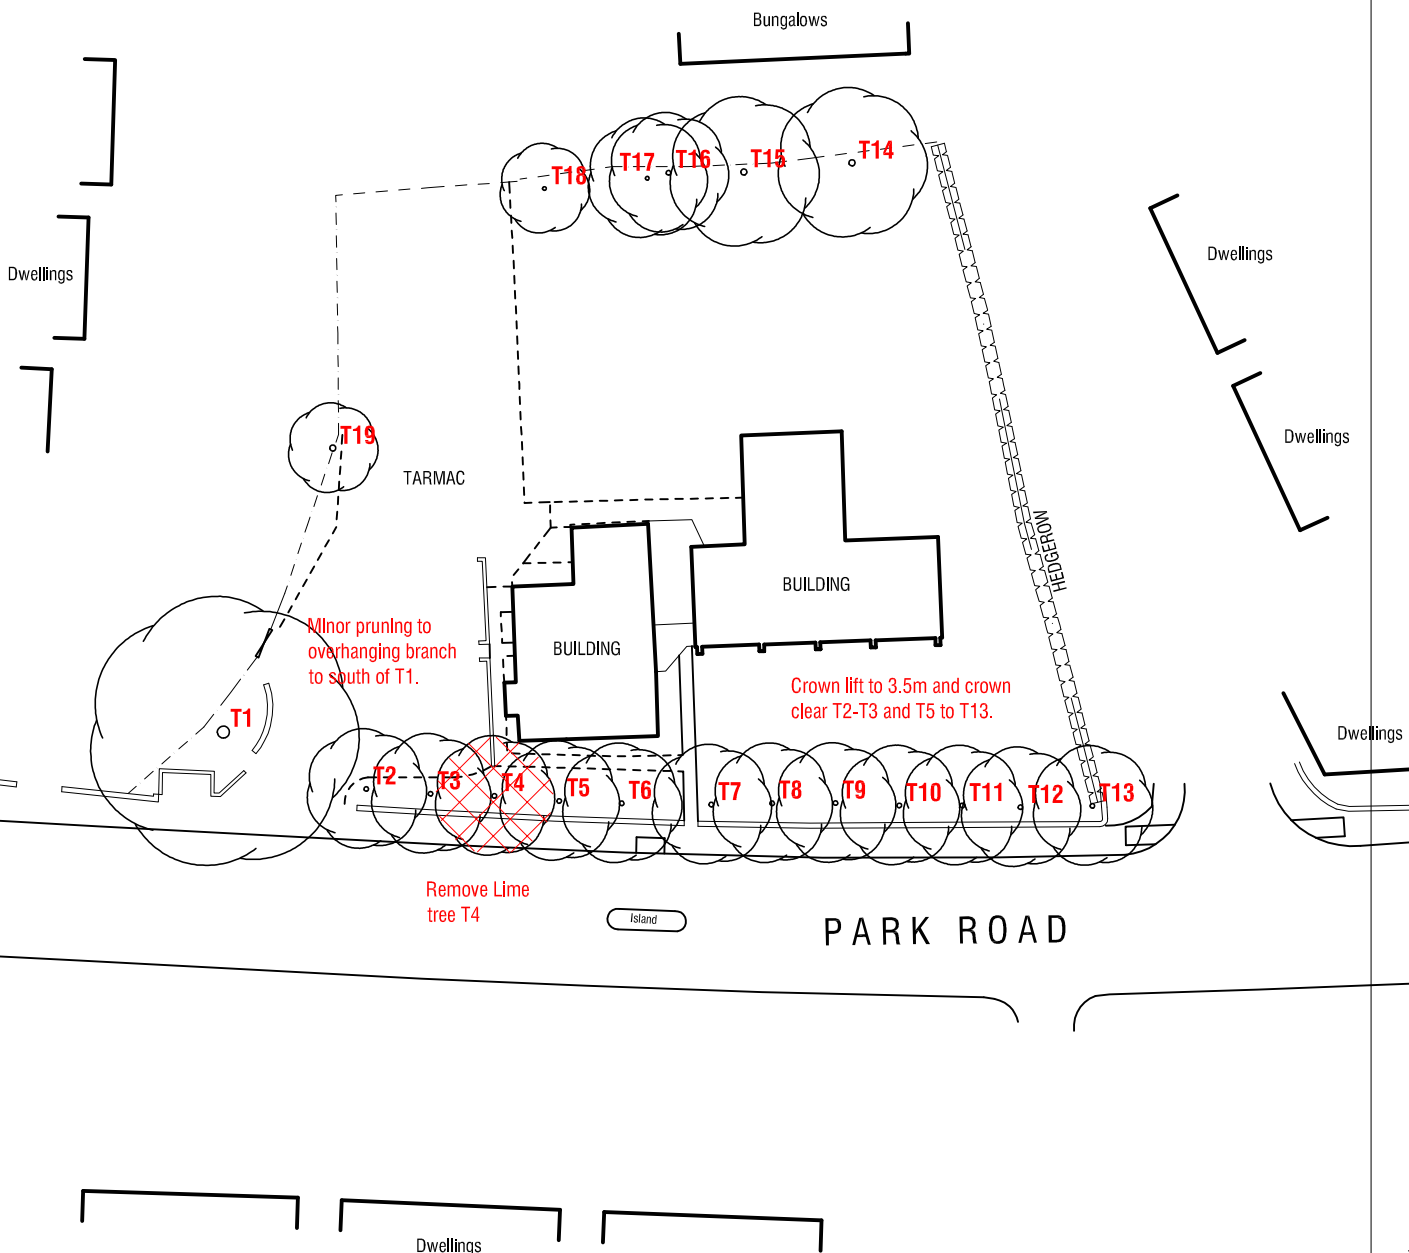 Bungalows
T18
T17
T16
T15
T14
Dwellings
Dwellings
T19
TARMAC
Dwellings
HEDGEROW
BUILDING
BUILDING
Minor pruning to
overhanging branch
to south of T1.
Crown lift to 3.5m and crown
clear T2-T3 and T5 to T13.
T1
Dwellings
T2
T3
T4
T5
T6
T7
T8
T9
T10
T11
T12
T13
Remove Lime
tree T4
Island
PARK ROAD
Dwellings